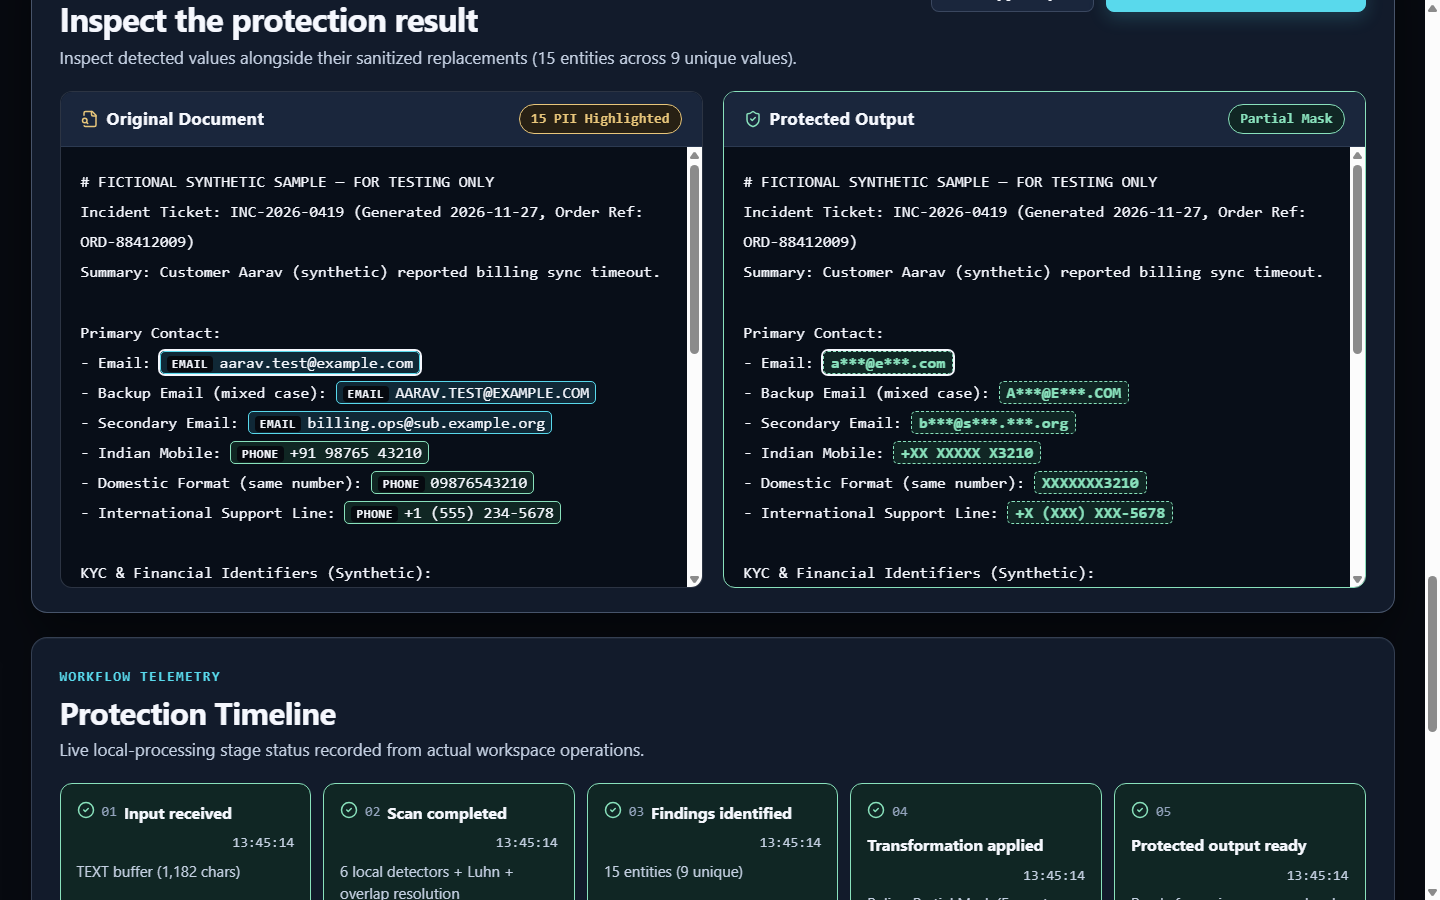 Inspect the protection result
Inspect detected values alongside their sanitized replacements (15 entities across 9 unique values).
Original Document
15 PII Highlighted
# FICTIONAL SYNTHETIC SAMPLE — FOR TESTING ONLY
Incident Ticket: INC-2026-0419 (Generated 2026-11-27, Order Ref:
ORD-88412009)
Summary: Customer Aarav (synthetic) reported billing sync timeout.
Primary Contact:
- Email: EMAIL aarav.test@example.com
- Backup Email (mixed case): EMAIL AARAV.TEST@EXAMPLE.COM
- Secondary Email: EMAIL billing.ops@sub.example.org
- Indian Mobile: PHONE +91 98765 43210
- Domestic Format (same number): PHONE 09876543210
- International Support Line: PHONE +1 (555) 234-5678
KYC & Financial Identifiers (Synthetic):
Protected Output
Partial Mask
# FICTIONAL SYNTHETIC SAMPLE — FOR TESTING ONLY
Incident Ticket: INC-2026-0419 (Generated 2026-11-27, Order Ref:
ORD-88412009)
Summary: Customer Aarav (synthetic) reported billing sync timeout.
Primary Contact:
- Email: a***@e***.com
- Backup Email (mixed case): A***@E***.COM
- Secondary Email: b***@s***.***.org
- Indian Mobile: +XX XXXXX X3210
- Domestic Format (same number): XXXXXXX3210
- International Support Line: +X (XXX) XXX-5678
KYC & Financial Identifiers (Synthetic):
WORKFLOW TELEMETRY
Protection Timeline
Live local-processing stage status recorded from actual workspace operations.
01 Input received
13:45:14
TEXT buffer (1,182 chars)
02 Scan completed
13:45:14
6 local detectors + Luhn +
overlap resolution
03 Findings identified
13:45:14
15 entities (9 unique)
04
Transformation applied
13:45:14
05
Protected output ready
13:45:14